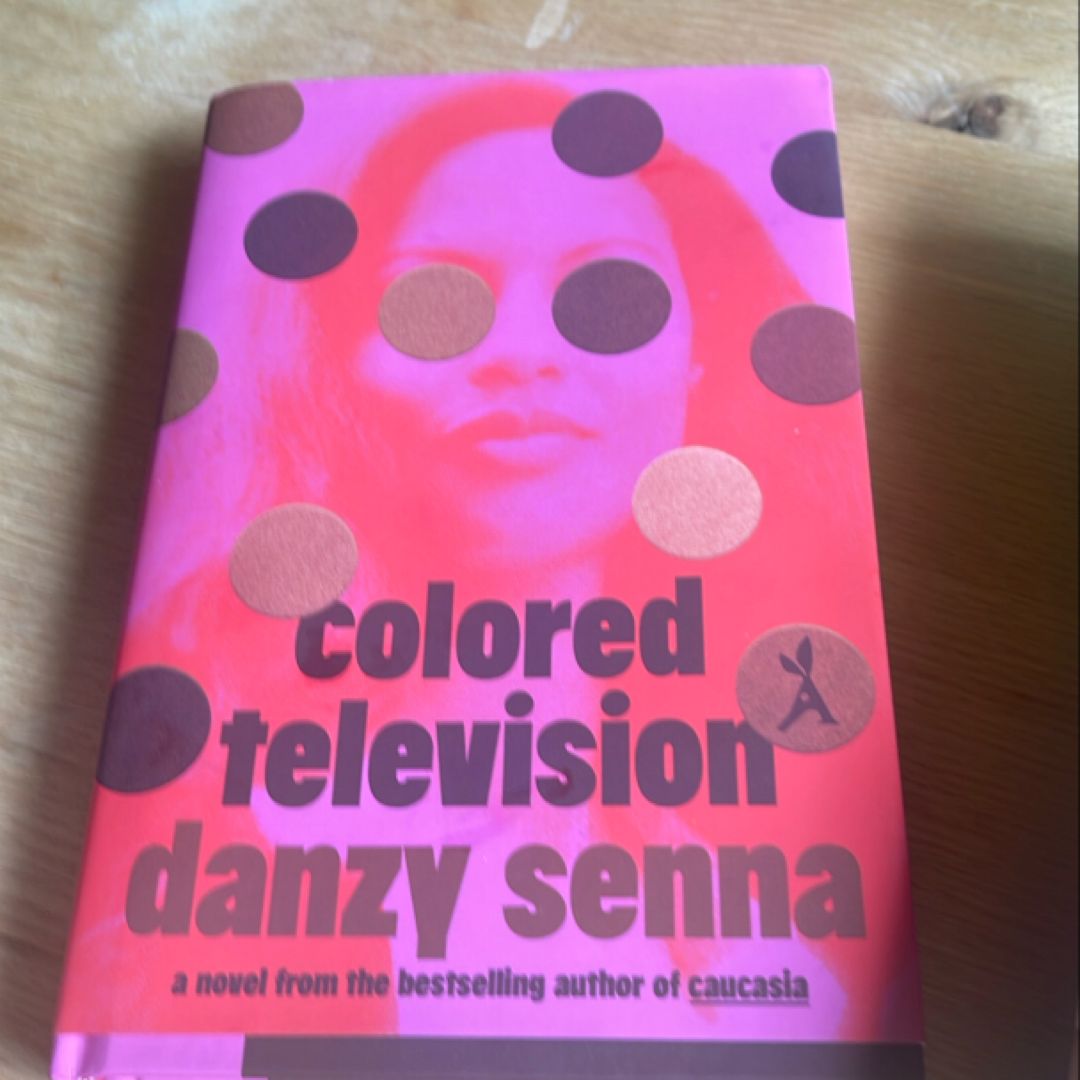 colored
television
danzy senna
a novel from the bestselling author of caucasia